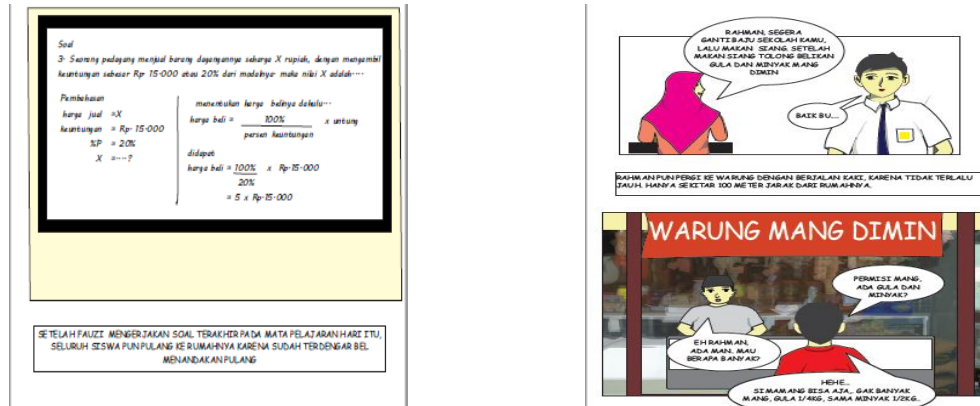 Soal
3. Seorang pedagang menjual barang dagangannya seharga X rupiah, dengan mengambil
keuntungan sebesar Rp. 15.000 atau 20% dari modalnya. maka nilai X adalah....
Pembahasan
harga jual =X
keuntungan = Rp. 15.000
%P = 20%
X =....?
menentukan harga belinya dahulu...
harga beli = 100% x untung
persen keuntungan
didapat
harga beli = 100% x Rp.15.000
20%
= 5 x Rp.15.000
SETELAH FAUZI MENGERJAKAN SOAL TERAKHIR PADA MATA PELAJARAN HARI ITU,
SELURUH SISWA PUN PULANG KE RUMAHNYA KARENA SUDAH TERDENGAR BEL
MENANDAKAN PULANG
RAHMAN, SEGERA
GANTI BAJU SEKOLAH KAMU,
LALU MAKAN SIANG. SETELAH
MAKAN SIANG TOLONG BELIKAN
GULA DAN MINYAK MANG
DIMIN
BAIK BU....
RAHMAN PUN PERGI KE WARUNG DENGAN BERJALAN KAKI, KARENA TIDAK TERLALU
JAUH. HANYA SEKITAR 100 METER JARAK DARI RUMAHNYA.
WARUNG MANG DIMIN
PERMISI MANG,
ADA GULA DAN
MINYAK?
EH RAHMAN,
ADA MAN. MAU
BERAPA BANYAK?
HEHE...
SI MAMANG BISA AJA,. GAK BANYAK
MANG, GULA 1/4KG, SAMA MINYAK 1/2KG..